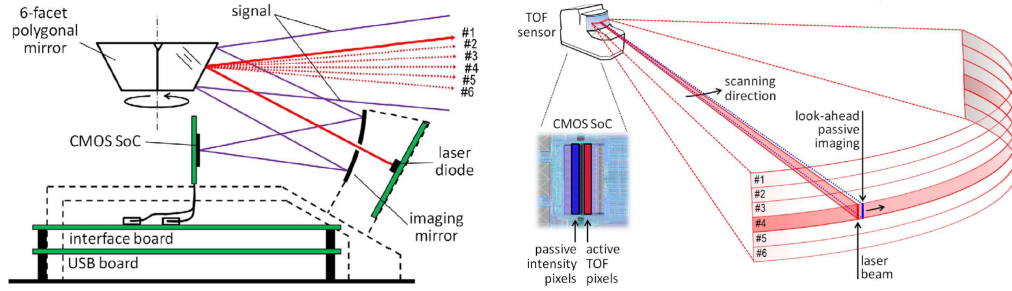 6-facet
polygonal
mirror
signal
#1
#2
#3
#4
#5
#6
CMOS SoC
laser
diode
imaging
mirror
interface board
USB board
TOF
sensor
scanning
direction
look-ahead
passive
imaging
CMOS SoC
#1
#2
#3
#4
#5
#6
passive
intensity
pixels
active
TOF
pixels
laser
beam